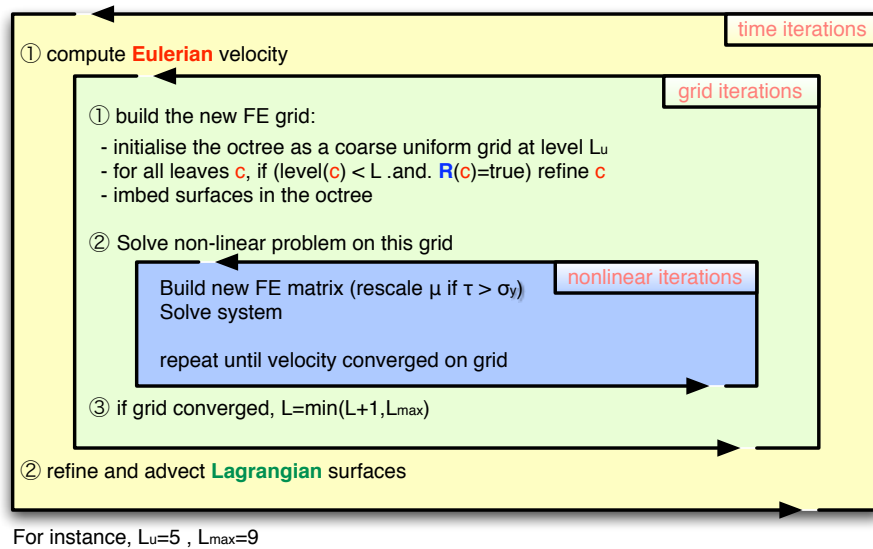 time iterations
① compute Eulerian velocity
grid iterations
① build the new FE grid:
- initialise the octree as a coarse uniform grid at level Lu
- for all leaves c, if (level(c) < L .and. R(c)=true) refine c
- imbed surfaces in the octree
② Solve non-linear problem on this grid
nonlinear iterations
Build new FE matrix (rescale μ if τ > σy)
Solve system
repeat until velocity converged on grid
③ if grid converged, L=min(L+1,Lmax)
② refine and advect Lagrangian surfaces
For instance, Lu=5 , Lmax=9